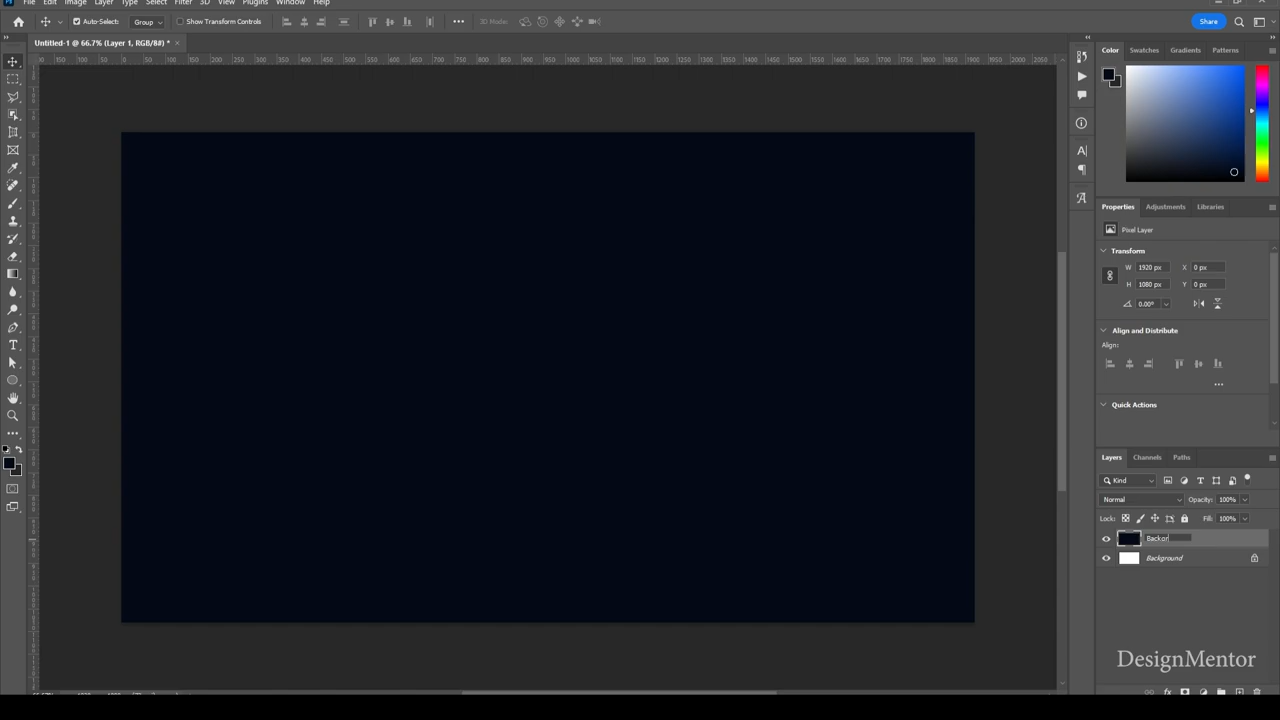 File Edit Image Layer Type Select Filter 3D View Plugins Window Help
Auto-Select: Group Show Transform Controls 3D Mode: Share
Untitled-1 @ 66.7% (Layer 1, RGB/8#) *
Color Swatches Gradients Patterns
Properties Adjustments Libraries
Pixel Layer
Transform
W 1920 px X 0 px
H 1080 px Y 0 px
0.00°
Align and Distribute
Align:
Quick Actions
Layers Channels Paths
Kind
Normal Opacity: 100%
Lock: Fill: 100%
Backor
Background
DesignMentor